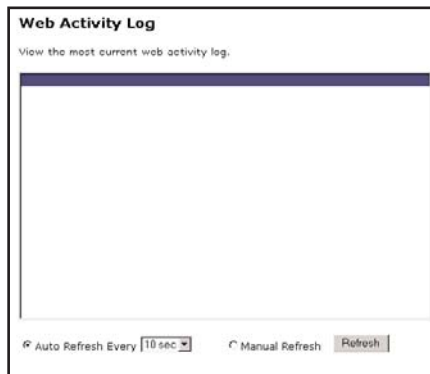 Web Activity Log
View the most current web activity log.
Auto Refresh Every 10 sec Manual Refresh Refresh